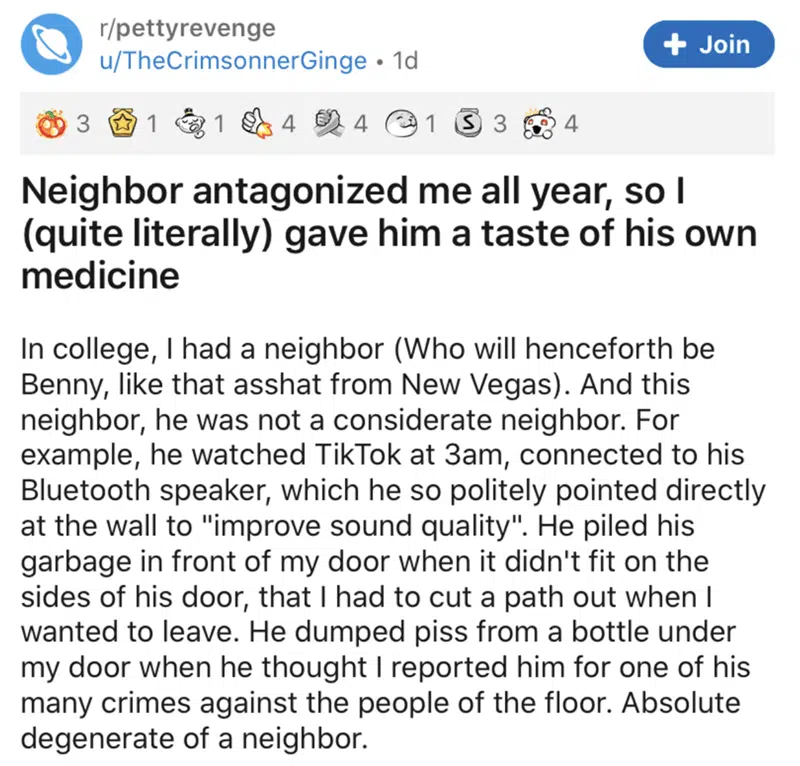 r/pettyrevenge
u/TheCrimsonnerGinge • 1d
+ Join
3 1 1 4 4 1 S 3 4
Neighbor antagonized me all year, so I
(quite literally) gave him a taste of his own
medicine
In college, I had a neighbor (Who will henceforth be
Benny, like that asshat from New Vegas). And this
neighbor, he was not a considerate neighbor. For
example, he watched TikTok at 3am, connected to his
Bluetooth speaker, which he so politely pointed directly
at the wall to "improve sound quality". He piled his
garbage in front of my door when it didn't fit on the
sides of his door, that I had to cut a path out when I
wanted to leave. He dumped piss from a bottle under
my door when he thought I reported him for one of his
many crimes against the people of the floor. Absolute
degenerate of a neighbor.